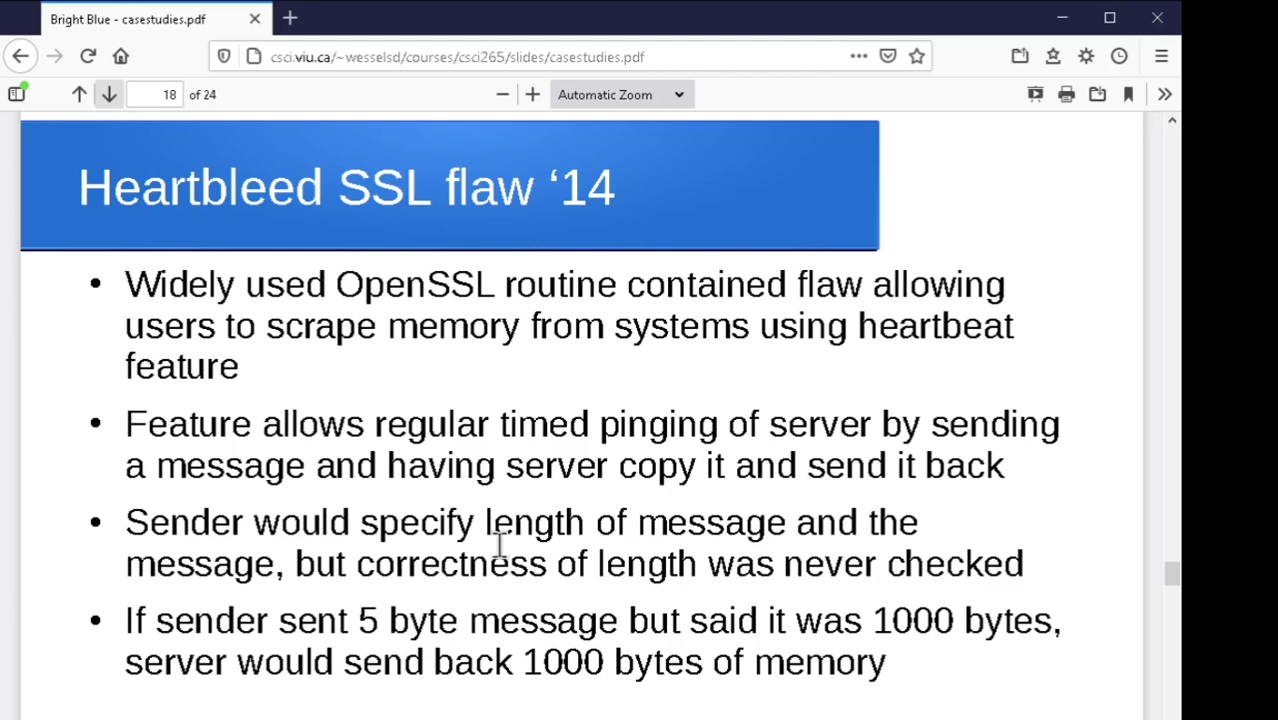 Bright Blue - casestudies.pdf
csci.viu.ca/~wesselsd/courses/csci265/slides/casestudies.pdf
18 of 24
Automatic Zoom
Heartbleed SSL flaw ‘14
• Widely used OpenSSL routine contained flaw allowing
users to scrape memory from systems using heartbeat
feature
• Feature allows regular timed pinging of server by sending
a message and having server copy it and send it back
• Sender would specify length of message and the
message, but correctness of length was never checked
• If sender sent 5 byte message but said it was 1000 bytes,
server would send back 1000 bytes of memory